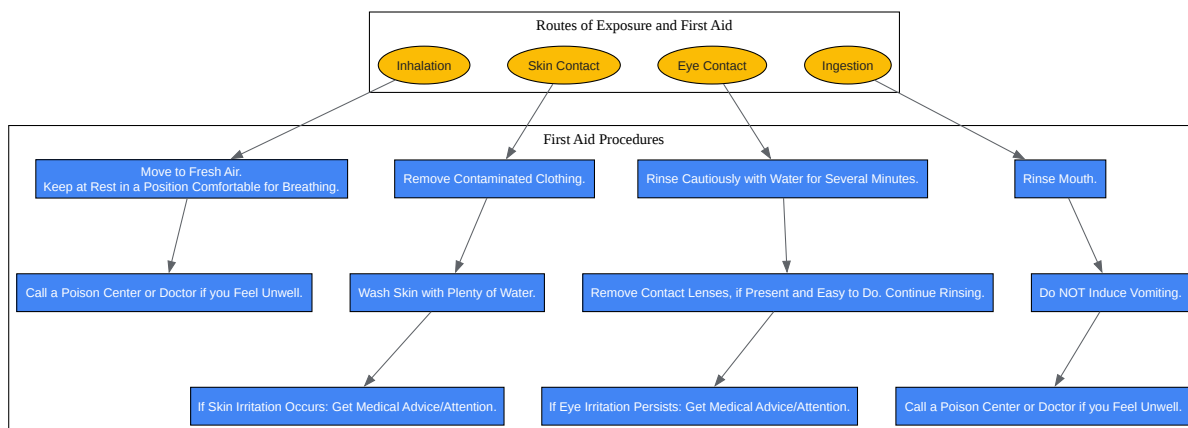 Routes of Exposure and First Aid
Inhalation
Skin Contact
Eye Contact
Ingestion
First Aid Procedures
Move to Fresh Air.
Keep at Rest in a Position Comfortable for Breathing.
Remove Contaminated Clothing.
Rinse Cautiously with Water for Several Minutes.
Rinse Mouth.
Call a Poison Center or Doctor if you Feel Unwell.
Wash Skin with Plenty of Water.
Remove Contact Lenses, if Present and Easy to Do. Continue Rinsing.
Do NOT Induce Vomiting.
If Skin Irritation Occurs: Get Medical Advice/Attention.
If Eye Irritation Persists: Get Medical Advice/Attention.
Call a Poison Center or Doctor if you Feel Unwell.